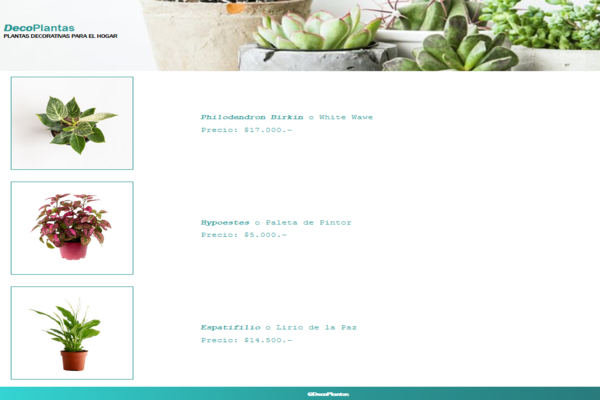 DecoPlantas
PLANTAS DECORATIVAS PARA EL HOGAR
Philodendron Birkin o White Wave
Precio: $17.000.-
Hypoestes o Paleta de Pintor
Precio: $5.000.-
Espatifilio o Lirio de la Paz
Precio: $14.500.-
©DecoPlantas